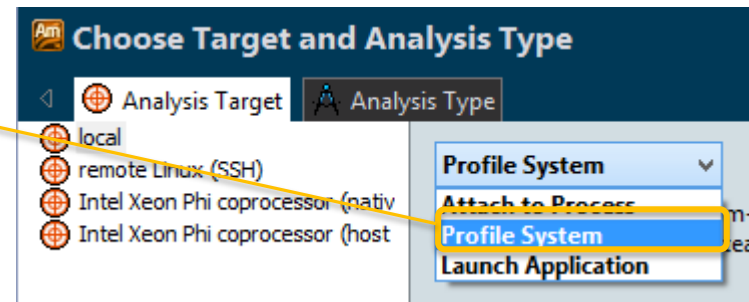 Am Choose Target and Analysis Type
Analysis Target Analysis Type
local
remote Linux (SSH)
Intel Xeon Phi coprocessor (nativ
Intel Xeon Phi coprocessor (host
Profile System
Attach to Process
Profile System
Launch Application